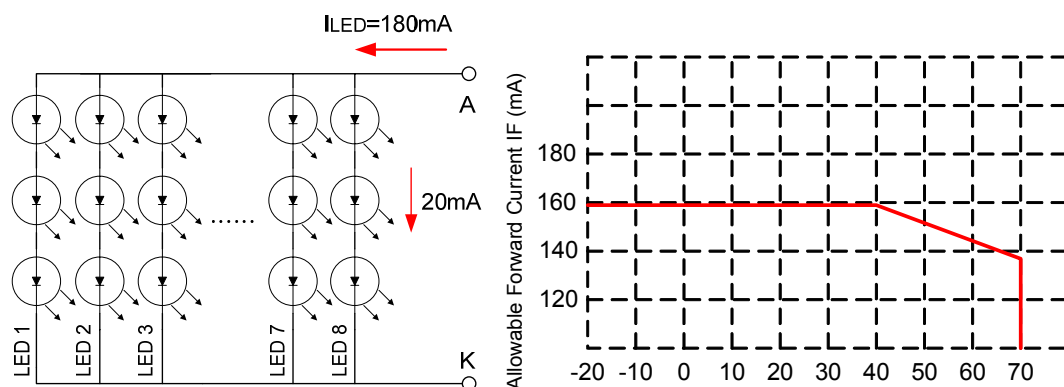 ILED=180mA
A
20mA
......
K
LED 1
LED 2
LED 3
LED 7
LED 8
Allowable Forward Current IF (mA)
180
160
140
120
-20 -10 0 10 20 30 40 50 60 70